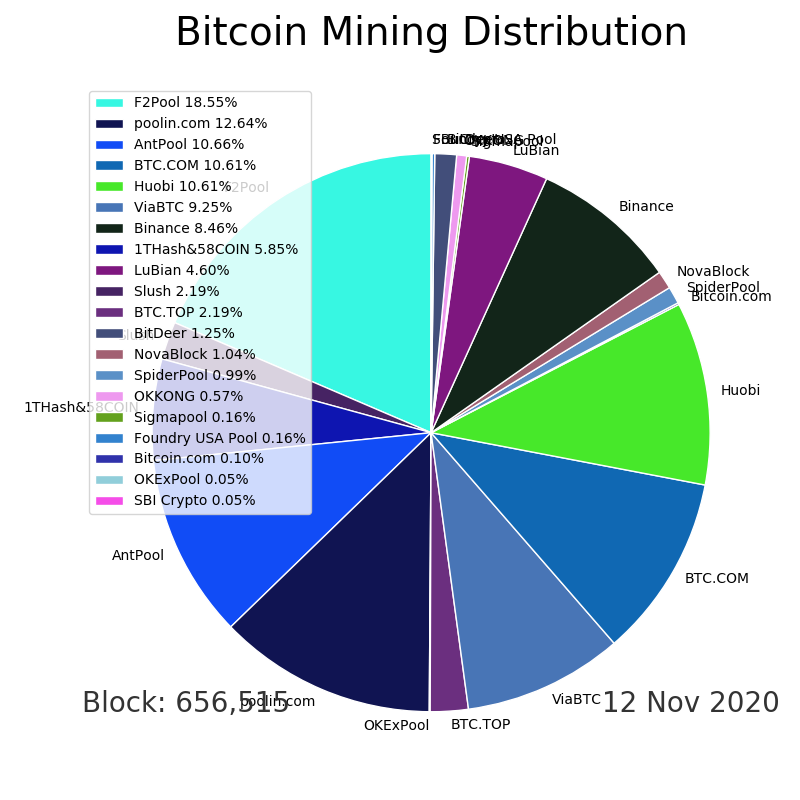 Bitcoin Mining Distribution
F2Pool 18.55%
poolin.com 12.64%
AntPool 10.66%
BTC.COM 10.61%
Huobi 10.61%
ViaBTC 9.25%
Binance 8.46%
1THash&58COIN 5.85%
LuBian 4.60%
Slush 2.19%
BTC.TOP 2.19%
BitDeer 1.25%
NovaBlock 1.04%
SpiderPool 0.99%
OKKONG 0.57%
Sigmapool 0.16%
Foundry USA Pool 0.16%
Bitcoin.com 0.10%
OKExPool 0.05%
SBI Crypto 0.05%
LuBian
Binance
NovaBlock
SpiderPool
Bitcoin.com
Huobi
1THash&58COIN
AntPool
BTC.COM
poolin.com
ViaBTC
OKExPool
BTC.TOP
Block: 656,515
12 Nov 2020